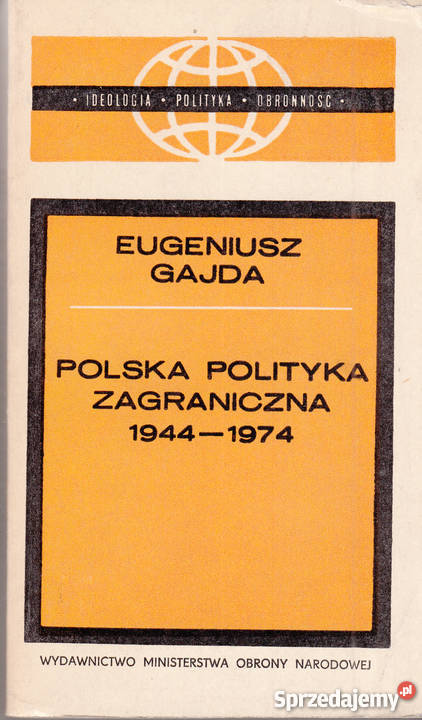 • IDEOLOGIA • POLITYKA • OBRONNOŚĆ •
EUGENIUSZ
GAJDA
POLSKA POLITYKA
ZAGRANICZNA
1944—1974
WYDAWNICTWO MINISTERSTWA OBRONY NARODOWEJ
Sprzedajemy.pl